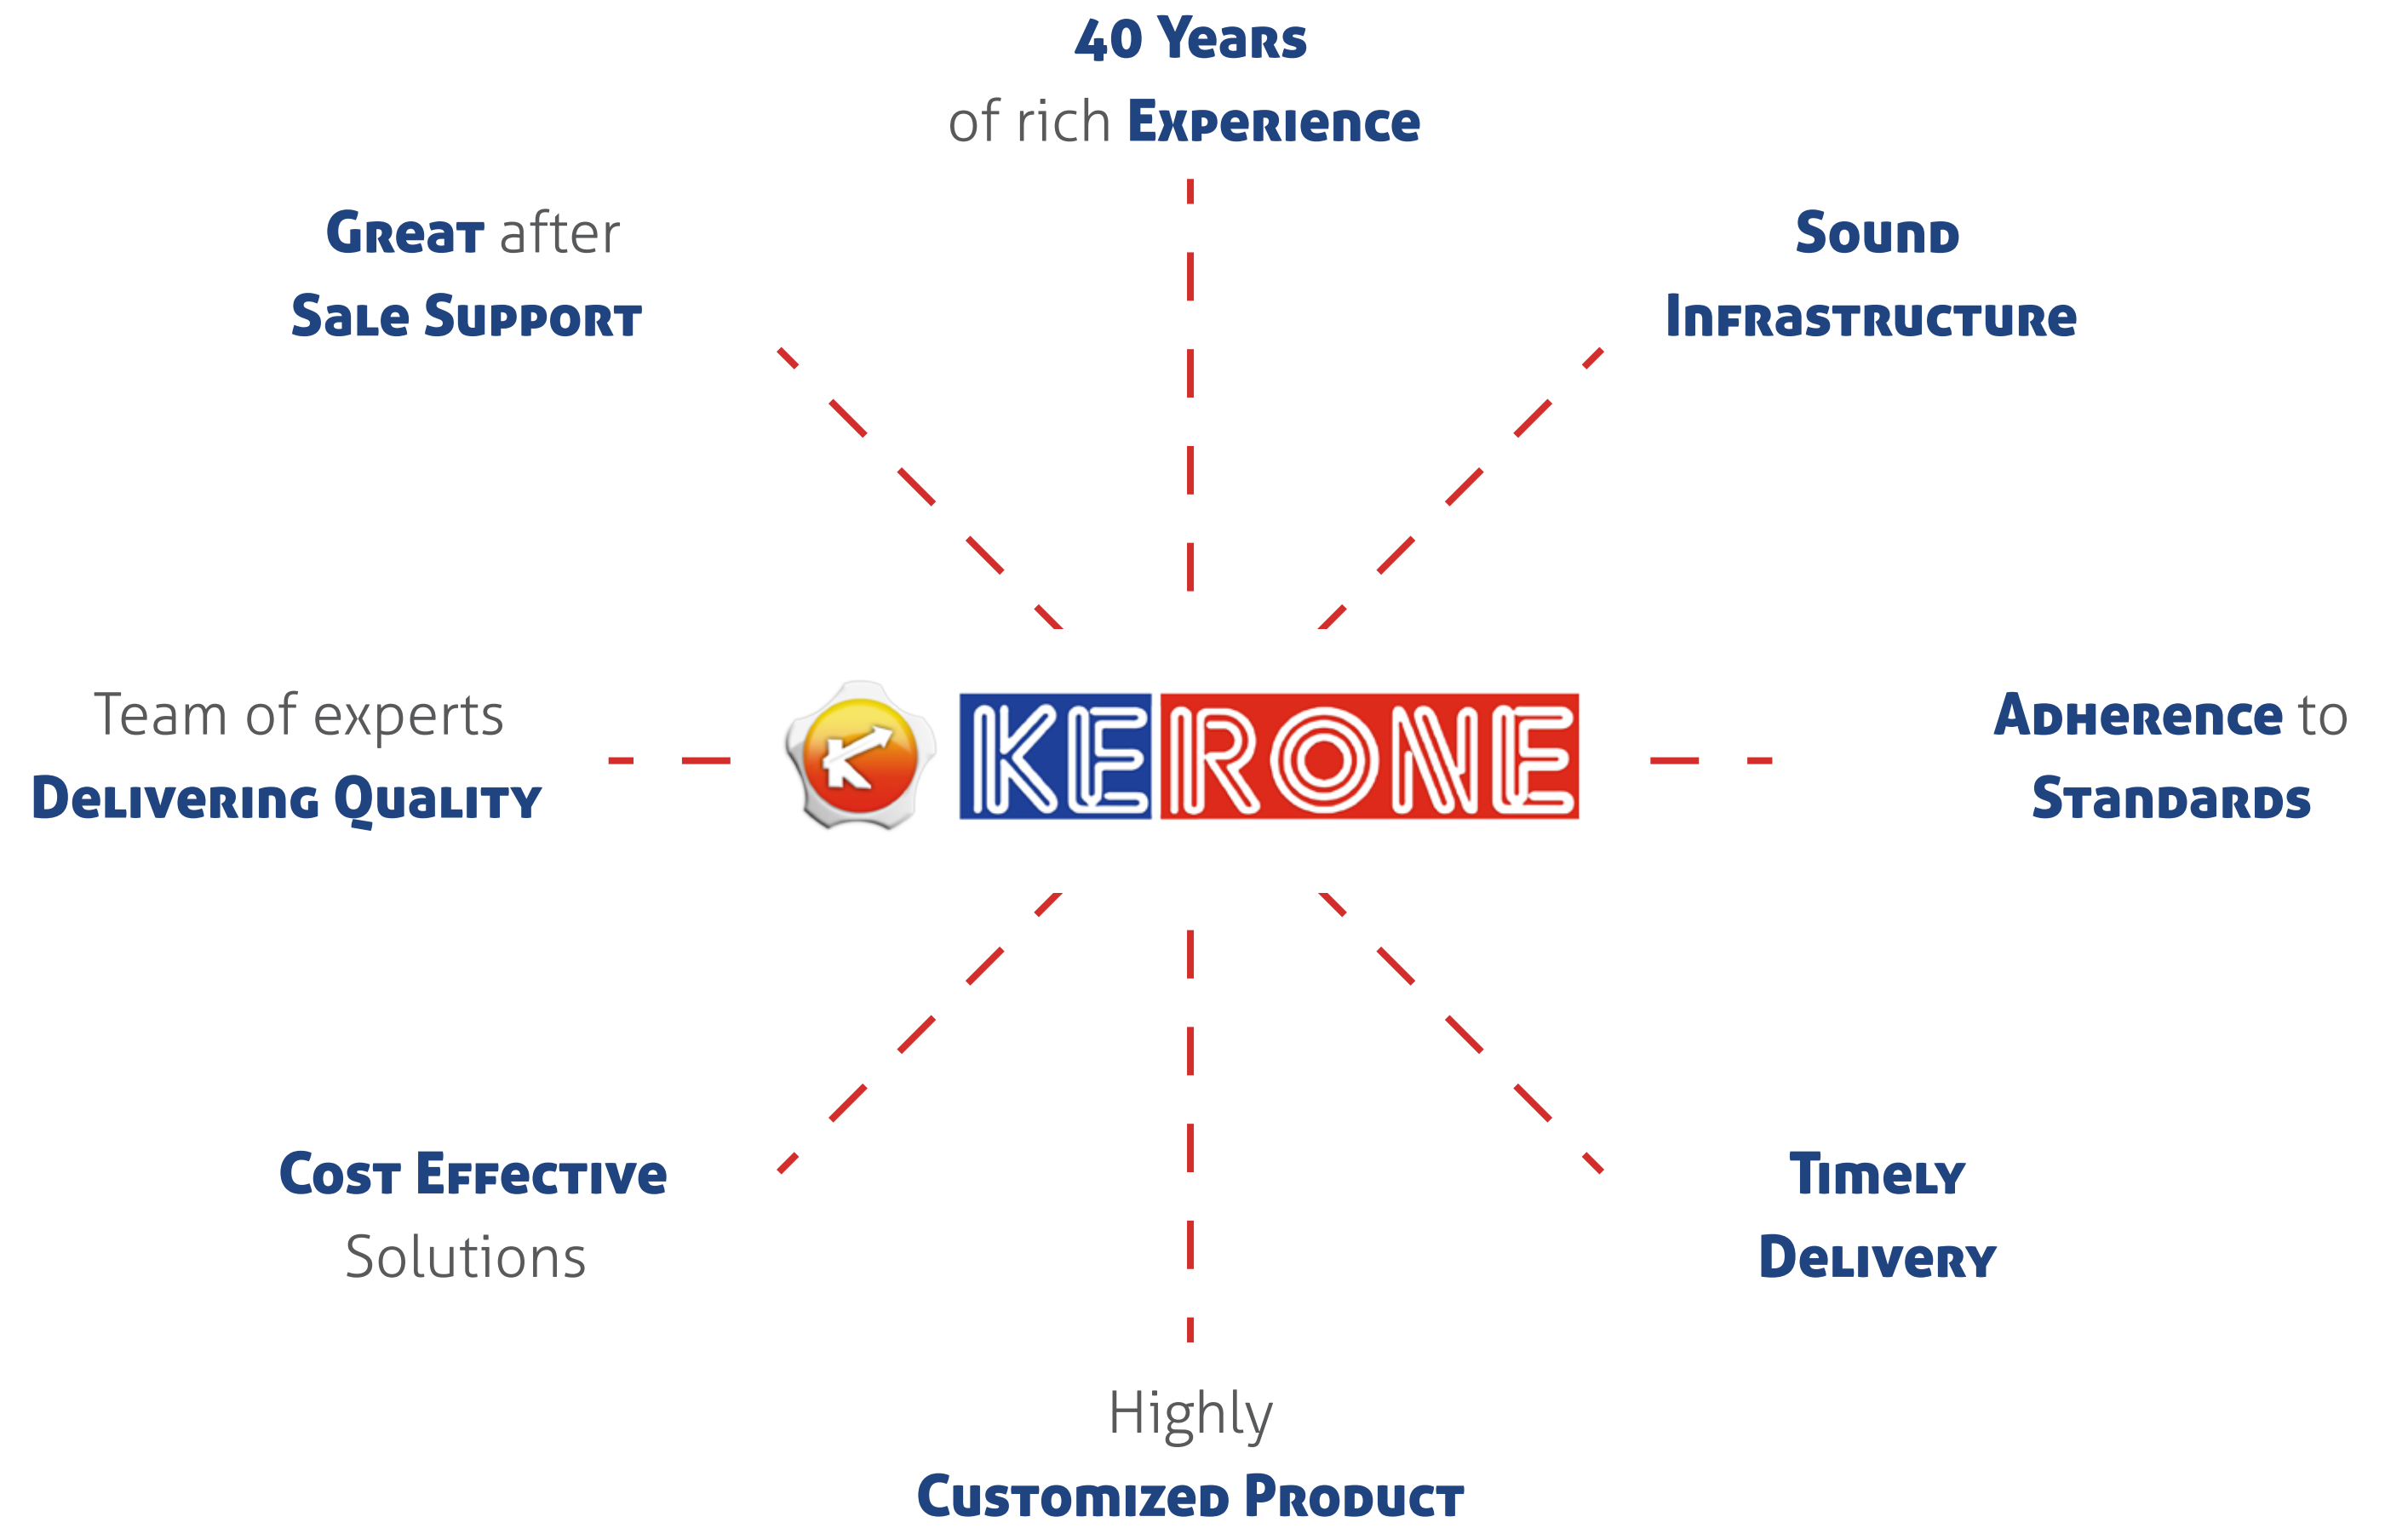 40 Years
of rich Experience
Great after
Sale Support
Sound
Infrastructure
Team of experts
Delivering Quality
K KERONE
Adherence to
Standards
Cost Effective
Solutions
Timely
Delivery
Highly
Customized Product